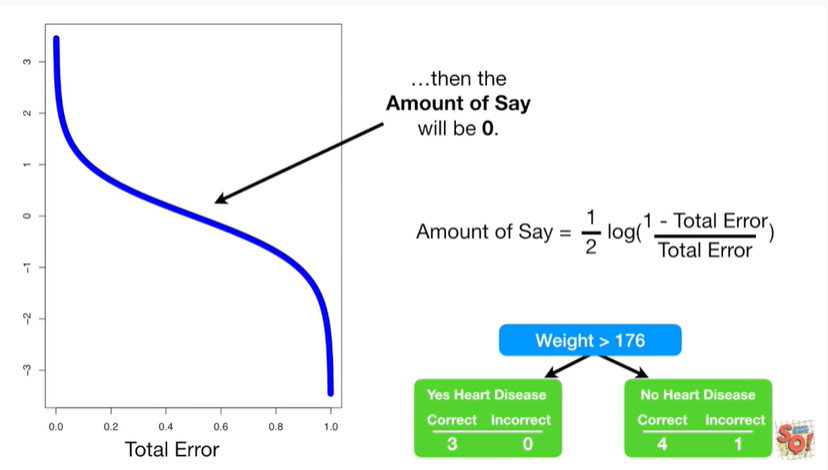 …then the
Amount of Say
will be 0.
3
2
1
0
-1
-2
-3
0.0 0.2 0.4 0.6 0.8 1.0
Total Error
Amount of Say = 1/2 log(1 - Total Error / Total Error)
Weight > 176
Yes Heart Disease
Correct Incorrect
3 0
No Heart Disease
Correct Incorrect
4 1
SQ!